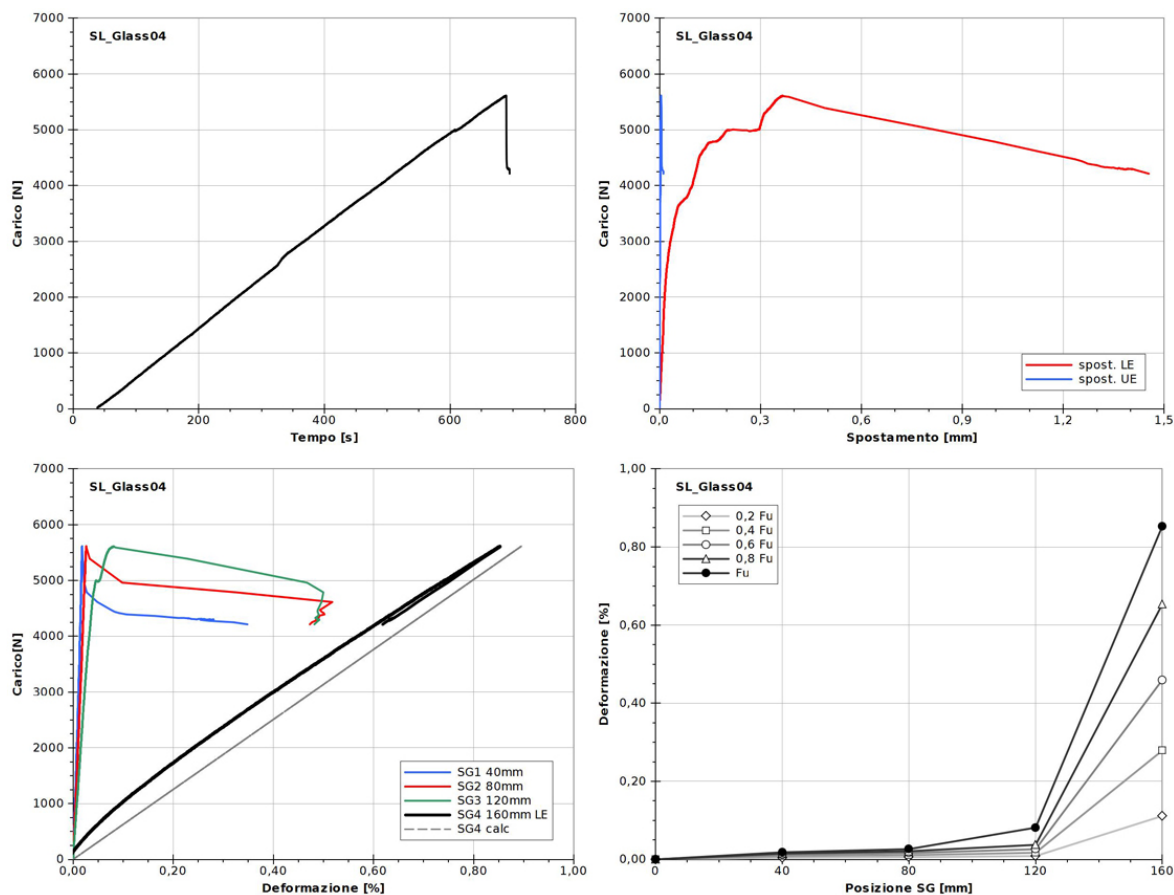 SL_Glass04
Carico [N]
7000
6000
5000
4000
3000
2000
1000
0
0 200 400 600 800
Tempo [s]
SL_Glass04
Carico [N]
7000
6000
5000
4000
3000
2000
1000
0
spost. LE
spost. UE
0,0 0,3 0,6 0,9 1,2 1,5
Spostamento [mm]
SL_Glass04
Carico[N]
7000
6000
5000
4000
3000
2000
1000
0
SG1 40mm
SG2 80mm
SG3 120mm
SG4 160mm LE
SG4 calc
0,00 0,20 0,40 0,60 0,80 1,00
Deformazione [%]
SL_Glass04
0,2 Fu
0,4 Fu
0,6 Fu
0,8 Fu
Fu
Deformazione [%]
1,00
0,80
0,60
0,40
0,20
0,00
0 40 80 120 160
Posizione SG [mm]